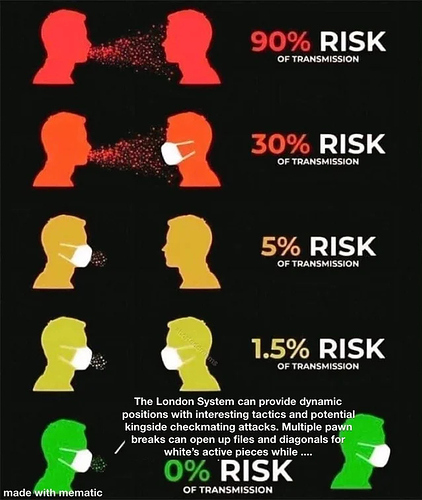 90% RISK
OF TRANSMISSION
30% RISK
OF TRANSMISSION
5% RISK
OF TRANSMISSION
1.5% RISK
OF TRANSMISSION
The London System can provide dynamic
positions with interesting tactics and potential
kingside checkmating attacks. Multiple pawn
breaks can open up files and diagonals for
white's active pieces while ....
0% RISK
OF TRANSMISSION
made with mematic